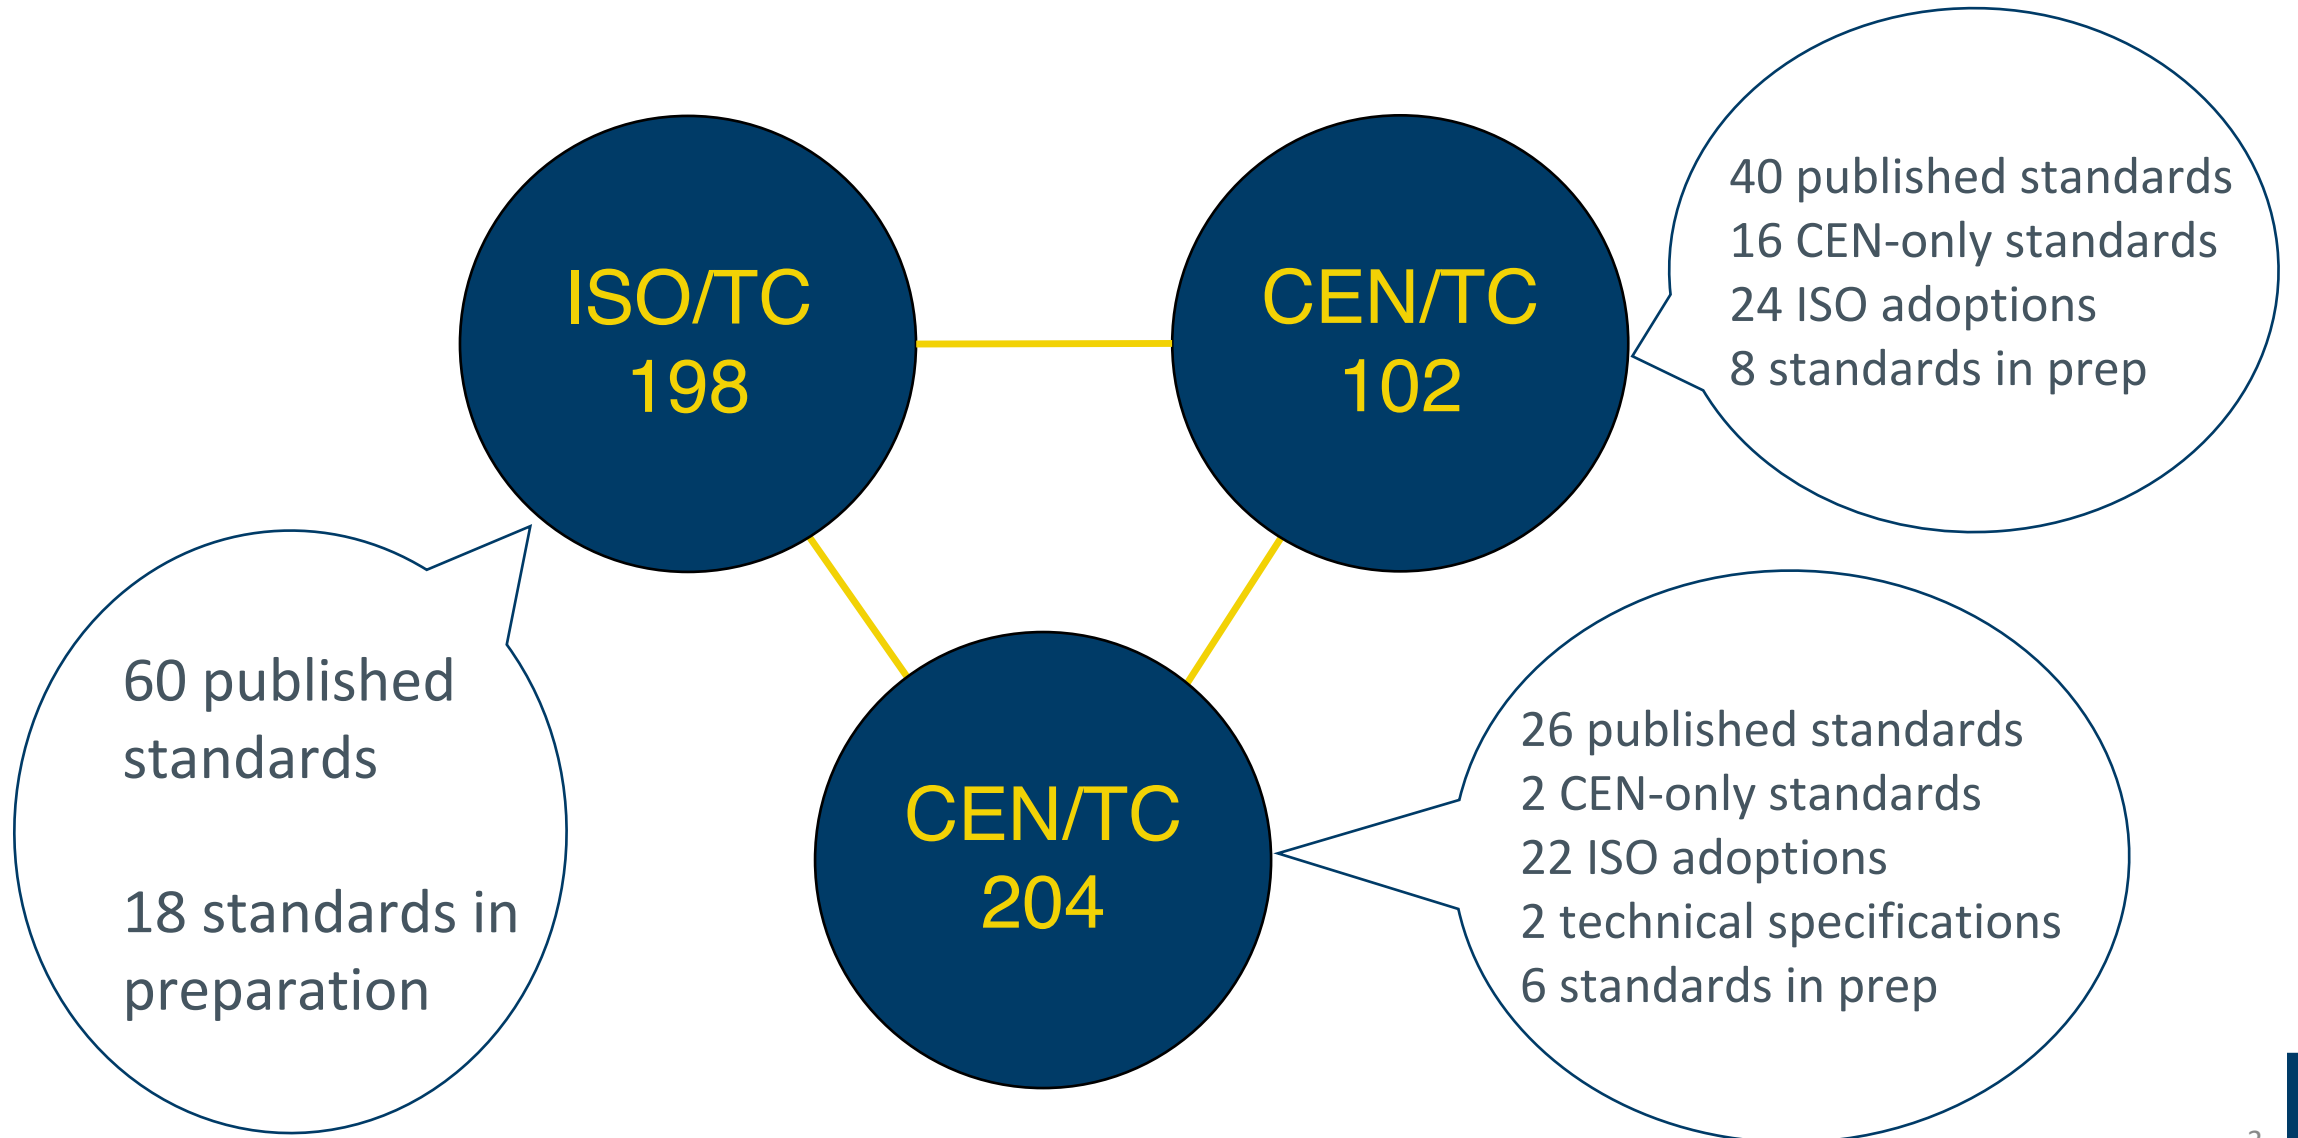 ISO/TC
198
CEN/TC
102
40 published standards
16 CEN-only standards
24 ISO adoptions
8 standards in prep
60 published
standards
18 standards in
preparation
CEN/TC
204
26 published standards
2 CEN-only standards
22 ISO adoptions
2 technical specifications
6 standards in prep